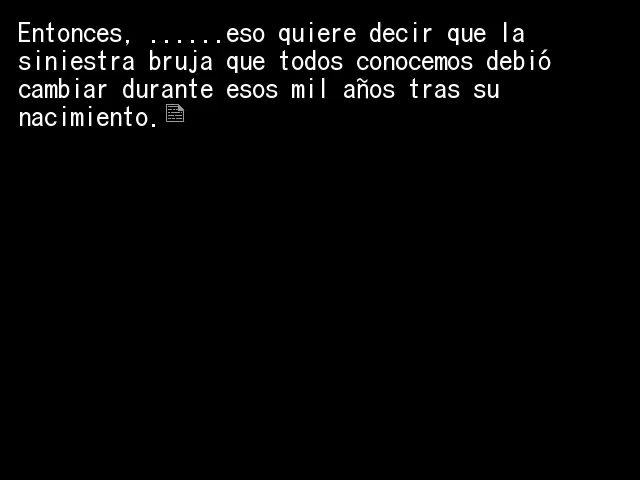 Entonces, ......eso quiere decir que la
siniestra bruja que todos conocemos debió
cambiar durante esos mil años tras su
nacimiento.